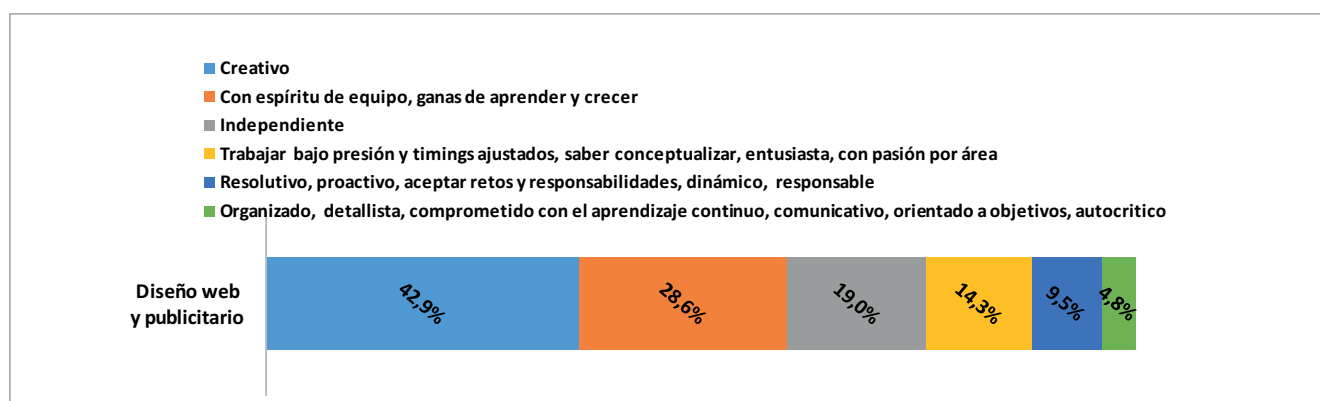 Creativo
Con espíritu de equipo, ganas de aprender y crecer
Independiente
Trabajar bajo presión y timings ajustados, saber conceptualizar, entusiasta, con pasión por área
Resolutivo, proactivo, aceptar retos y responsabilidades, dinámico, responsable
Organizado, detallista, comprometido con el aprendizaje continuo, comunicativo, orientado a objetivos, autocritico
Diseño web
y publicitario
42,9%
28,6%
19,0%
14,3%
9,5%
4,8%